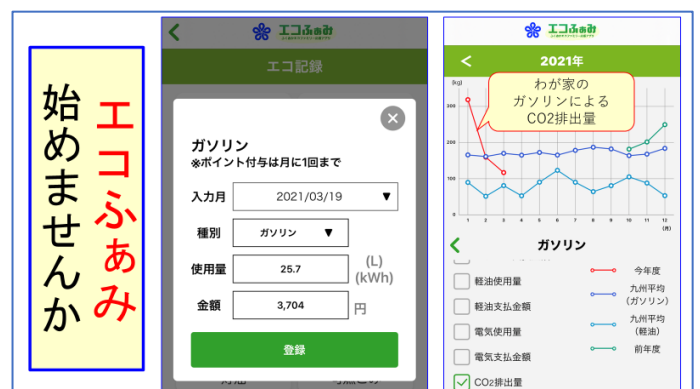 エコふぁみ
始めませんか
エコふぁみ
エコ記録
ガソリン
※ポイント付与は月に1回まで
入力月 2021/03/19 ▼
種別 ガソリン ▼
使用量 25.7 (L)
(kWh)
金額 3,704 円
登録
エコふぁみ
2021年
(kg)
わが家の
ガソリンによる
CO2排出量
300
200
100
0
1 2 3 4 5 6 7 8 9 10 11 12
(月)
ガソリン
軽油使用量
軽油支払金額
電気使用量
電気支払金額
CO2排出量
今年度
九州平均
(ガソリン)
九州平均
(軽油)
前年度